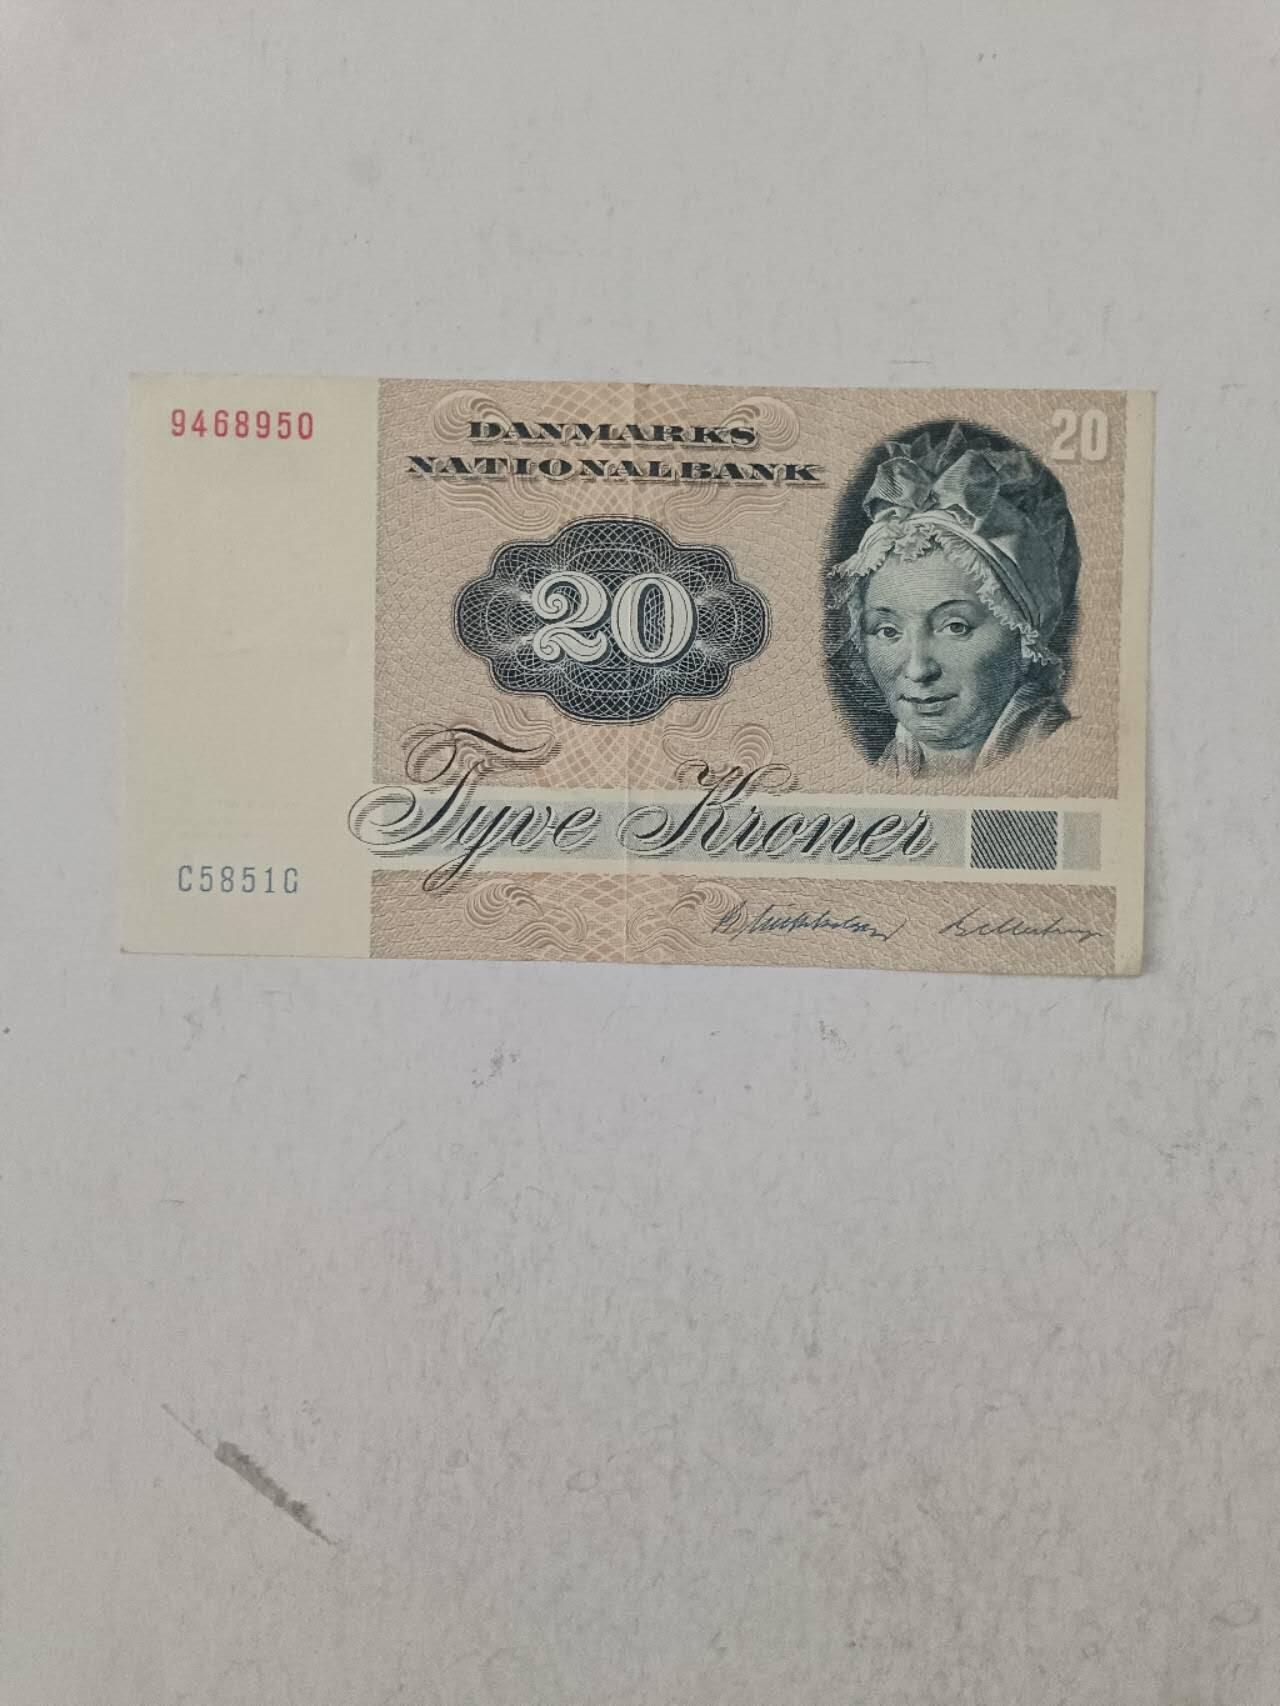 9468950
DANMARKS
NATIONALBANK
20
20
Tyve Kroner
C5851G